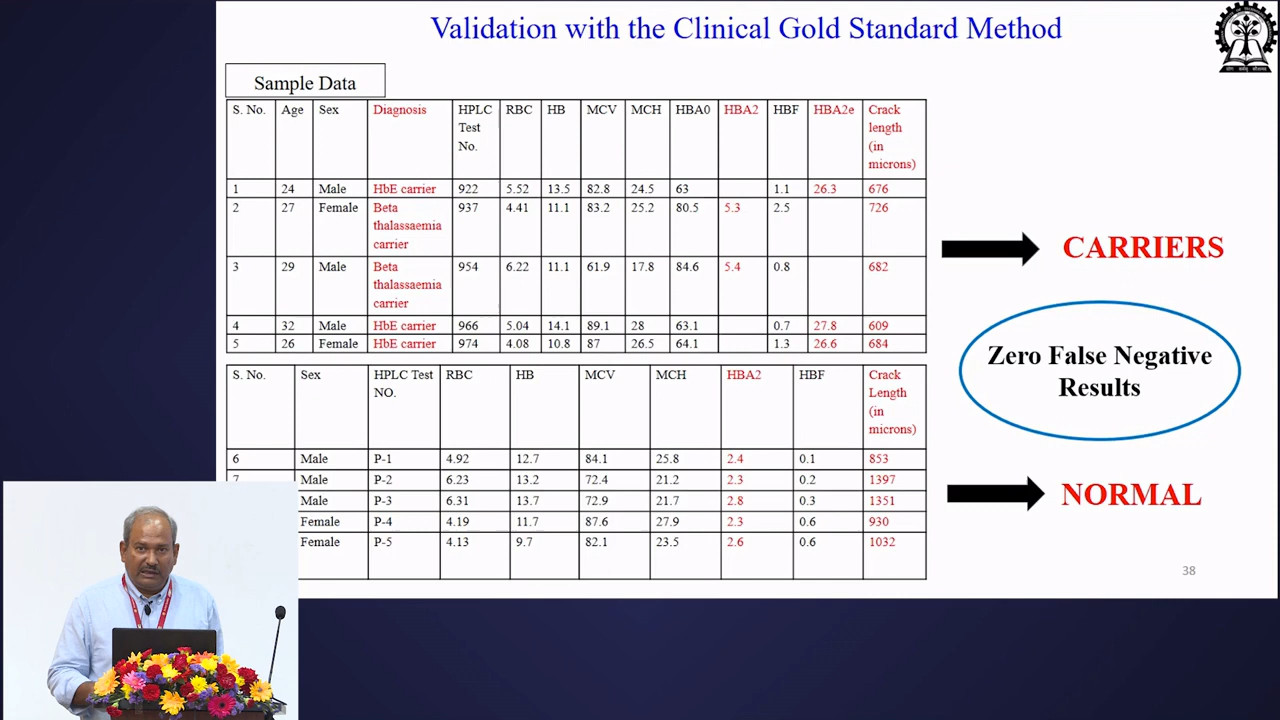 Validation with the Clinical Gold Standard Method
Sample Data
S. No. Age Sex Diagnosis HPLC Test No. RBC HB MCV MCH HBA0 HBA2 HBF HBA2e Crack length (in microns)
1 24 Male HbE carrier 922 5.52 13.5 82.8 24.5 63 1.1 26.3 676
2 27 Female Beta thalassaemia carrier 937 4.41 11.1 83.2 25.2 80.5 5.3 2.5 726
3 29 Male Beta thalassaemia carrier 954 6.22 11.1 61.9 17.8 84.6 5.4 0.8 682
4 32 Male HbE carrier 966 5.04 14.1 89.1 28 63.1 0.7 27.8 609
5 26 Female HbE carrier 974 4.08 10.8 87 26.5 64.1 1.3 26.6 684
CARRIERS
Zero False Negative
Results
S. No. Sex HPLC Test NO. RBC HB MCV MCH HBA2 HBF Crack Length (in microns)
6 Male P-1 4.92 12.7 84.1 25.8 2.4 0.1 853
7 Male P-2 6.23 13.2 72.4 21.2 2.3 0.2 1397
Male P-3 6.31 13.7 72.9 21.7 2.8 0.3 1351
Female P-4 4.19 11.7 87.6 27.9 2.3 0.6 930
Female P-5 4.13 9.7 82.1 23.5 2.6 0.6 1032
NORMAL
38